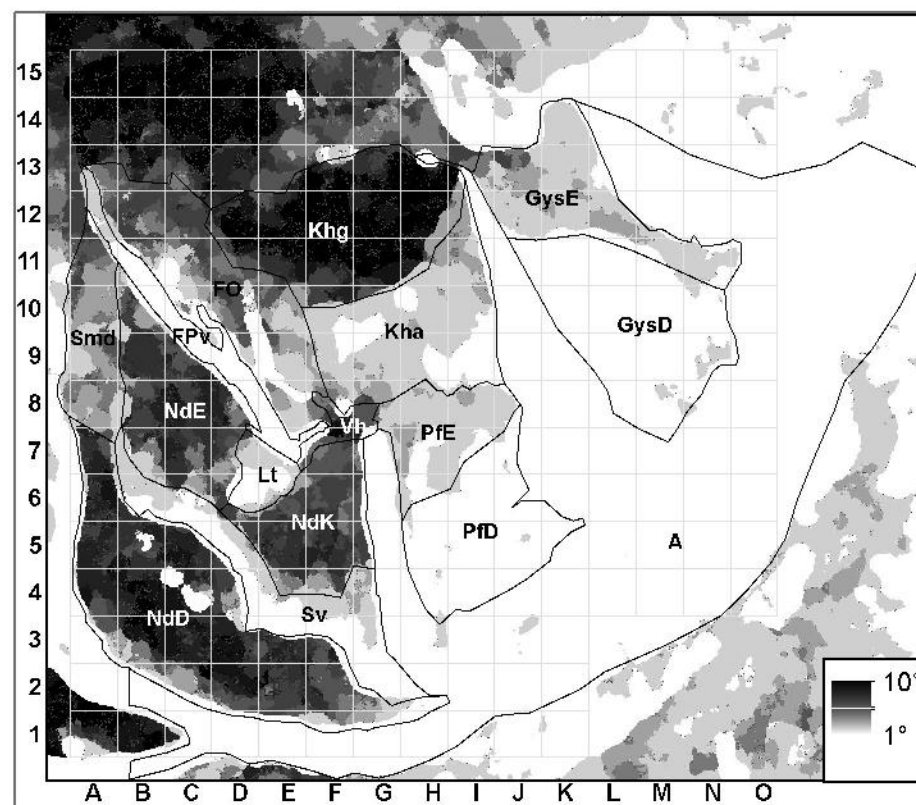 15
14
13
GysE
12
Khg
11
FO
10
GysD
Smd
FPv
Kha
9
8
NdE
Vh
PfE
7
Lt
6
NdK
5
PfD
A
4
NdD
Sv
3
2
10°
1
1°
A B C D E F G H I J K L M N O